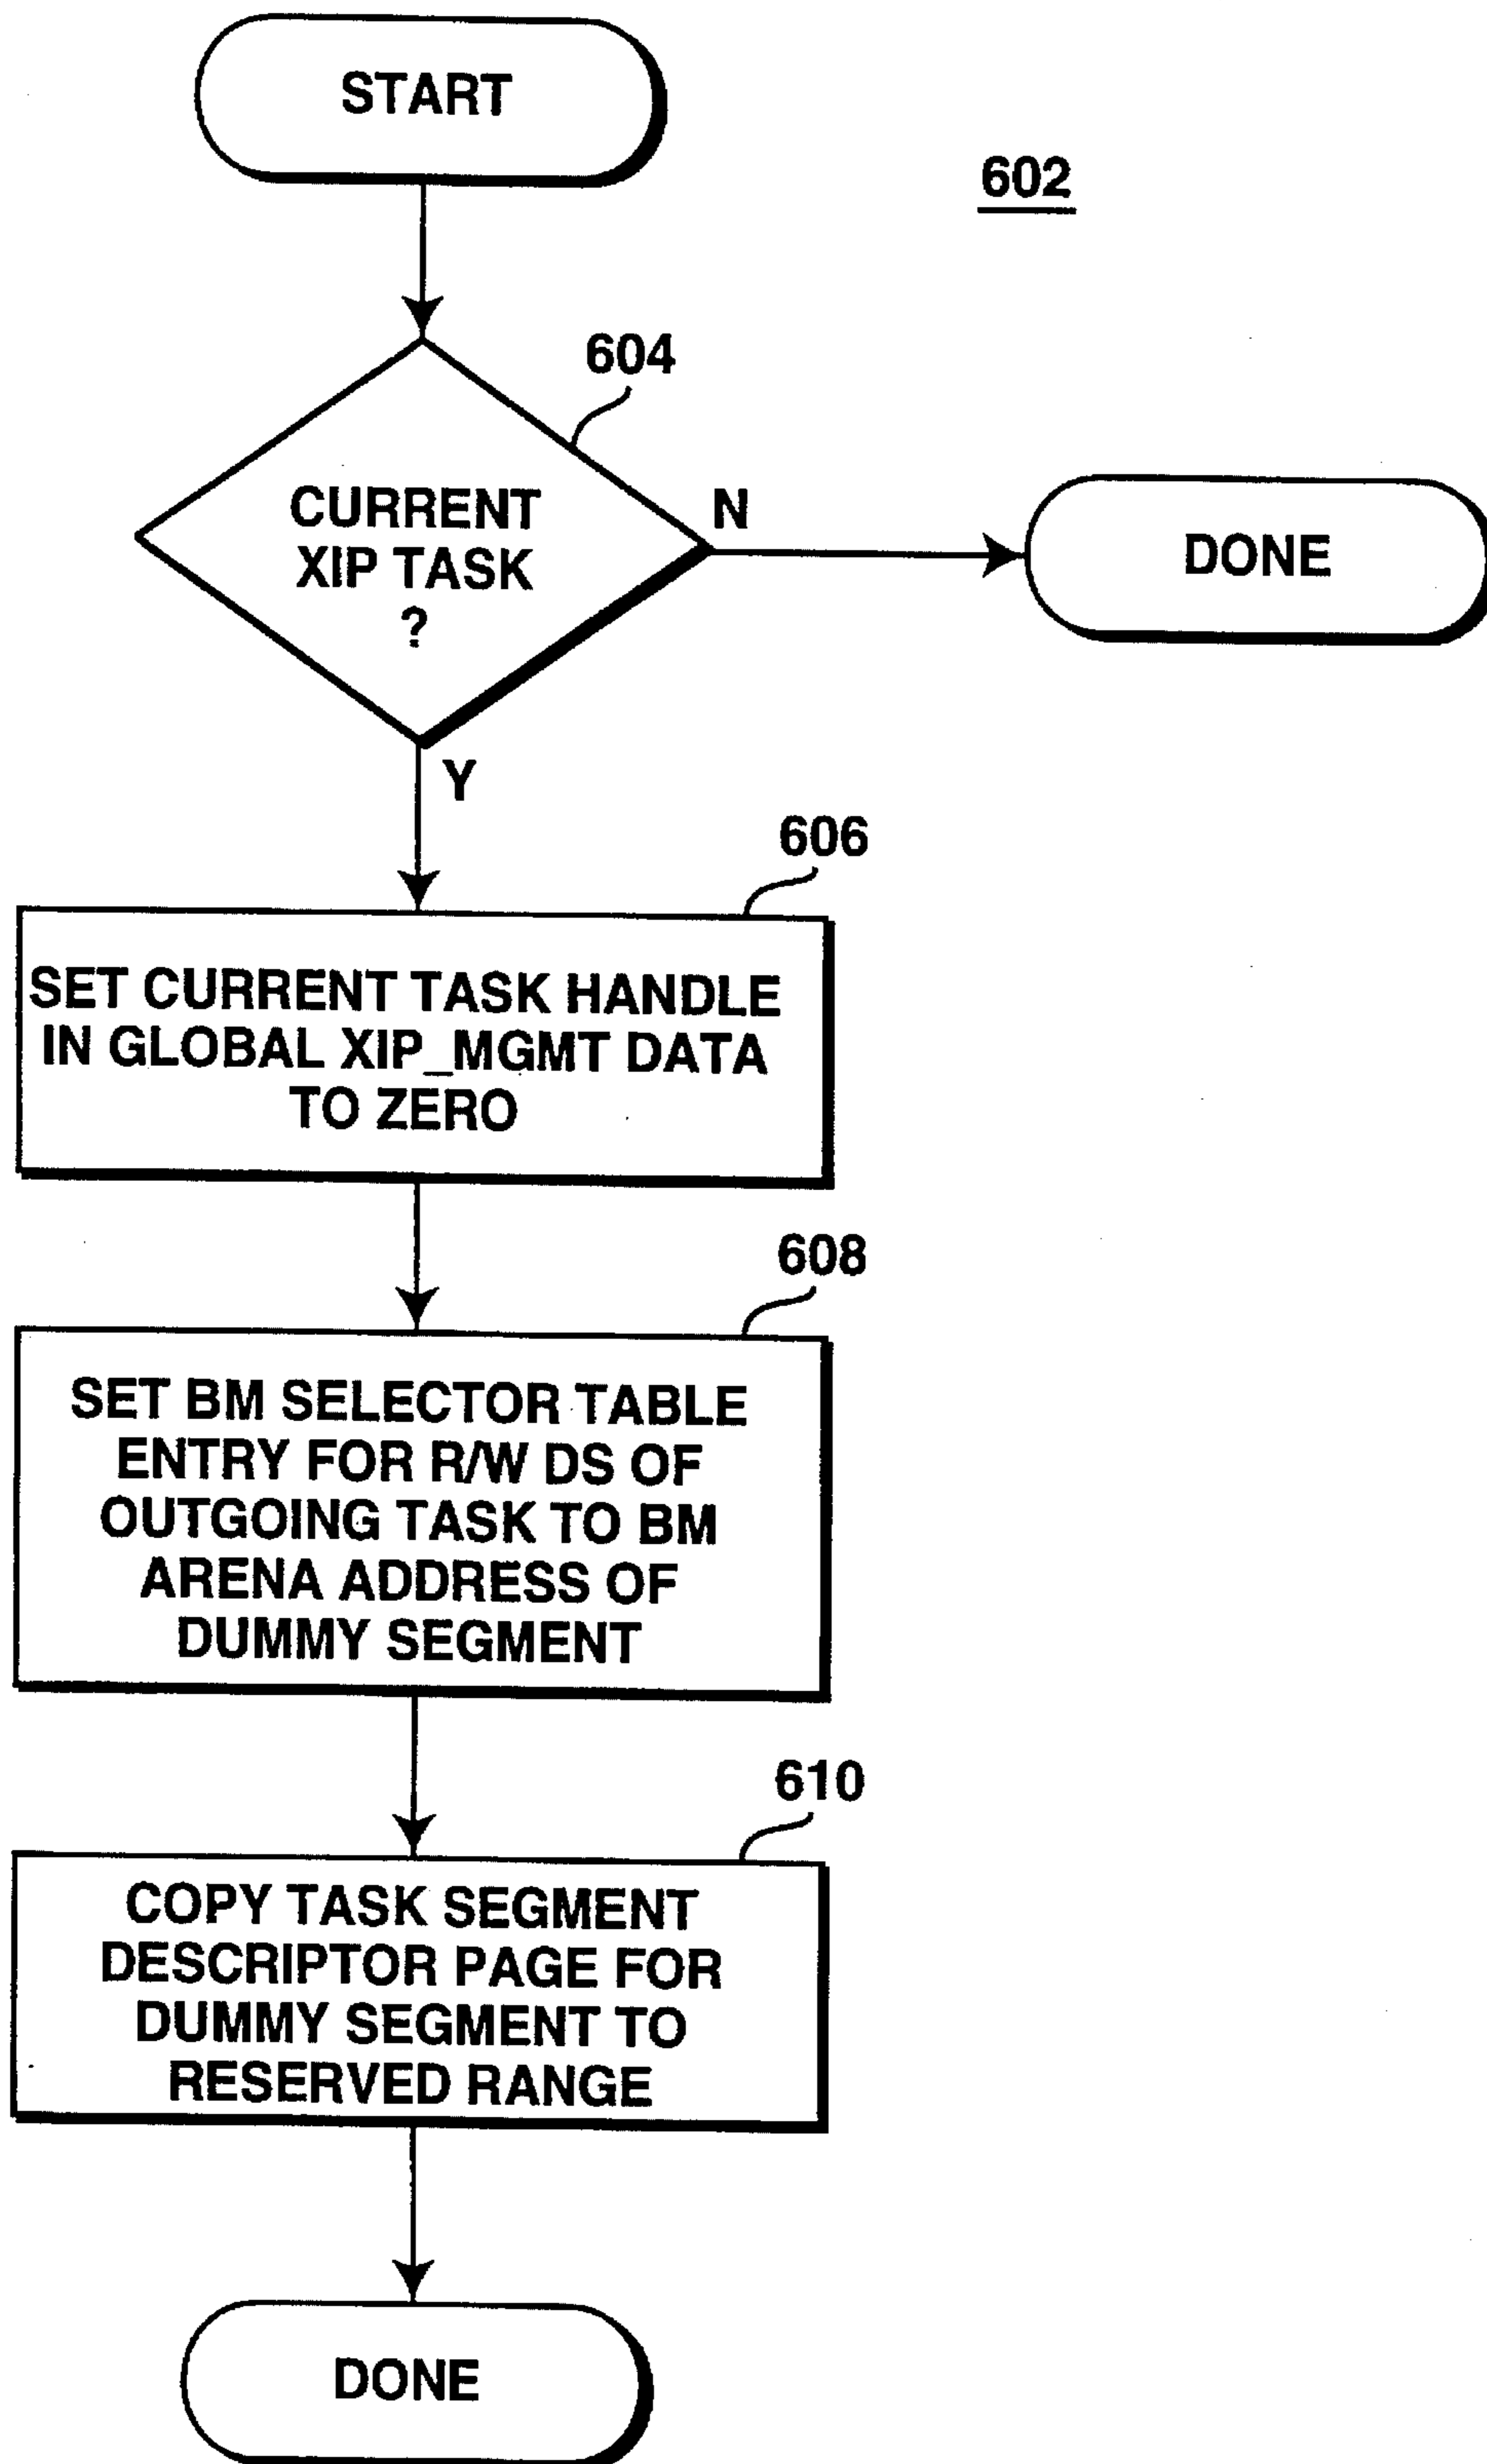 START
602
604
CURRENT
XIP TASK
?
N
DONE
Y
606
SET CURRENT TASK HANDLE
IN GLOBAL XIP_MGMT DATA
TO ZERO
608
SET BM SELECTOR TABLE
ENTRY FOR R/W DS OF
OUTGOING TASK TO BM
ARENA ADDRESS OF
DUMMY SEGMENT
610
COPY TASK SEGMENT
DESCRIPTOR PAGE FOR
DUMMY SEGMENT TO
RESERVED RANGE
DONE